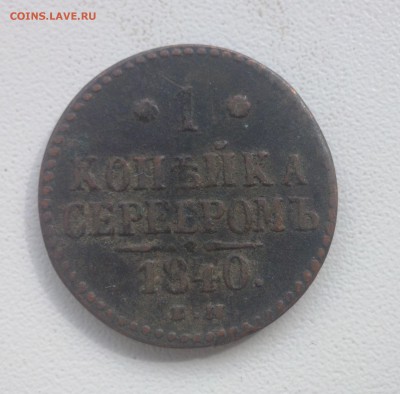 COINS.LAVE.RU
1
КОПѢЙКА
СЕРЕБРОМЪ
1840.